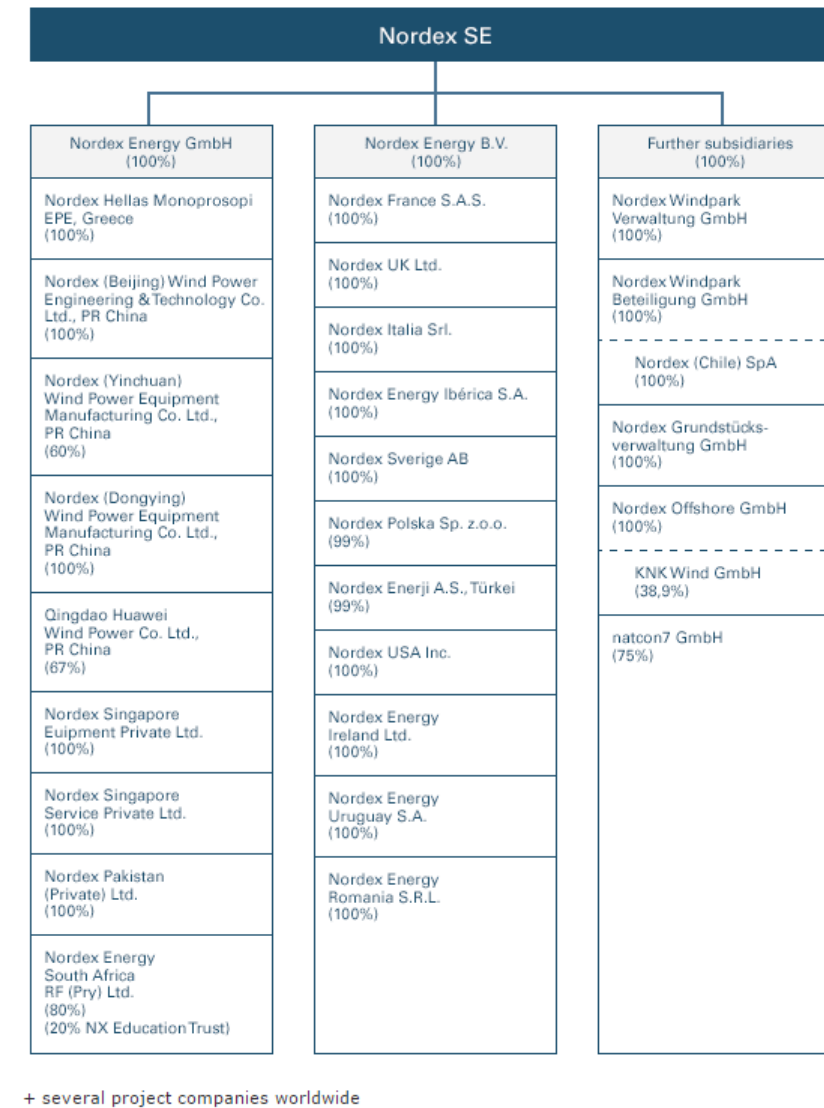 Nordex SE
Nordex Energy GmbH
(100%)
Nordex Hellas Monoprosopi
EPE, Greece
(100%)
Nordex (Beijing) Wind Power
Engineering & Technology Co.
Ltd., PR China
(100%)
Nordex (Yinchuan)
Wind Power Equipment
Manufacturing Co. Ltd.,
PR China
(60%)
Nordex (Dongying)
Wind Power Equipment
Manufacturing Co. Ltd.,
PR China
(100%)
Qingdao Huawei
Wind Power Co. Ltd.,
PR China
(67%)
Nordex Singapore
Euipment Private Ltd.
(100%)
Nordex Singapore
Service Private Ltd.
(100%)
Nordex Pakistan
(Private) Ltd.
(100%)
Nordex Energy
South Africa
RF (Pry) Ltd.
(80%)
(20% NX Education Trust)
Nordex Energy B.V.
(100%)
Nordex France S.A.S.
(100%)
Nordex UK Ltd.
(100%)
Nordex Italia Srl.
(100%)
Nordex Energy Ibérica S.A.
(100%)
Nordex Sverige AB
(100%)
Nordex Polska Sp. z.o.o.
(99%)
Nordex Enerji A.S., Türkei
(99%)
Nordex USA Inc.
(100%)
Nordex Energy
Ireland Ltd.
(100%)
Nordex Energy
Uruguay S.A.
(100%)
Nordex Energy
Romania S.R.L.
(100%)
Further subsidiaries
(100%)
Nordex Windpark
Verwaltung GmbH
(100%)
Nordex Windpark
Beteiligung GmbH
(100%)
Nordex (Chile) SpA
(100%)
Nordex Grundstücks-
verwaltung GmbH
(100%)
Nordex Offshore GmbH
(100%)
KNK Wind GmbH
(38,9%)
natcon7 GmbH
(75%)
+ several project companies worldwide